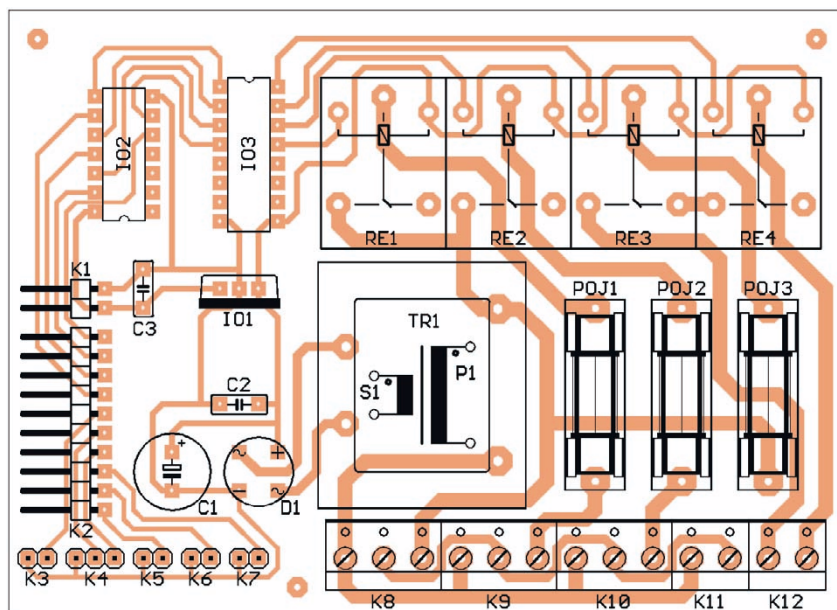 IO2
IO3
RE1
RE2
RE3
RE4
K1
C3
IO1
TR1
S1
P1
POJ1
POJ2
POJ3
C2
+
C1
+
~
~
−
D1
K2
K3
K4
K5
K6
K7
K8
K9
K10
K11
K12